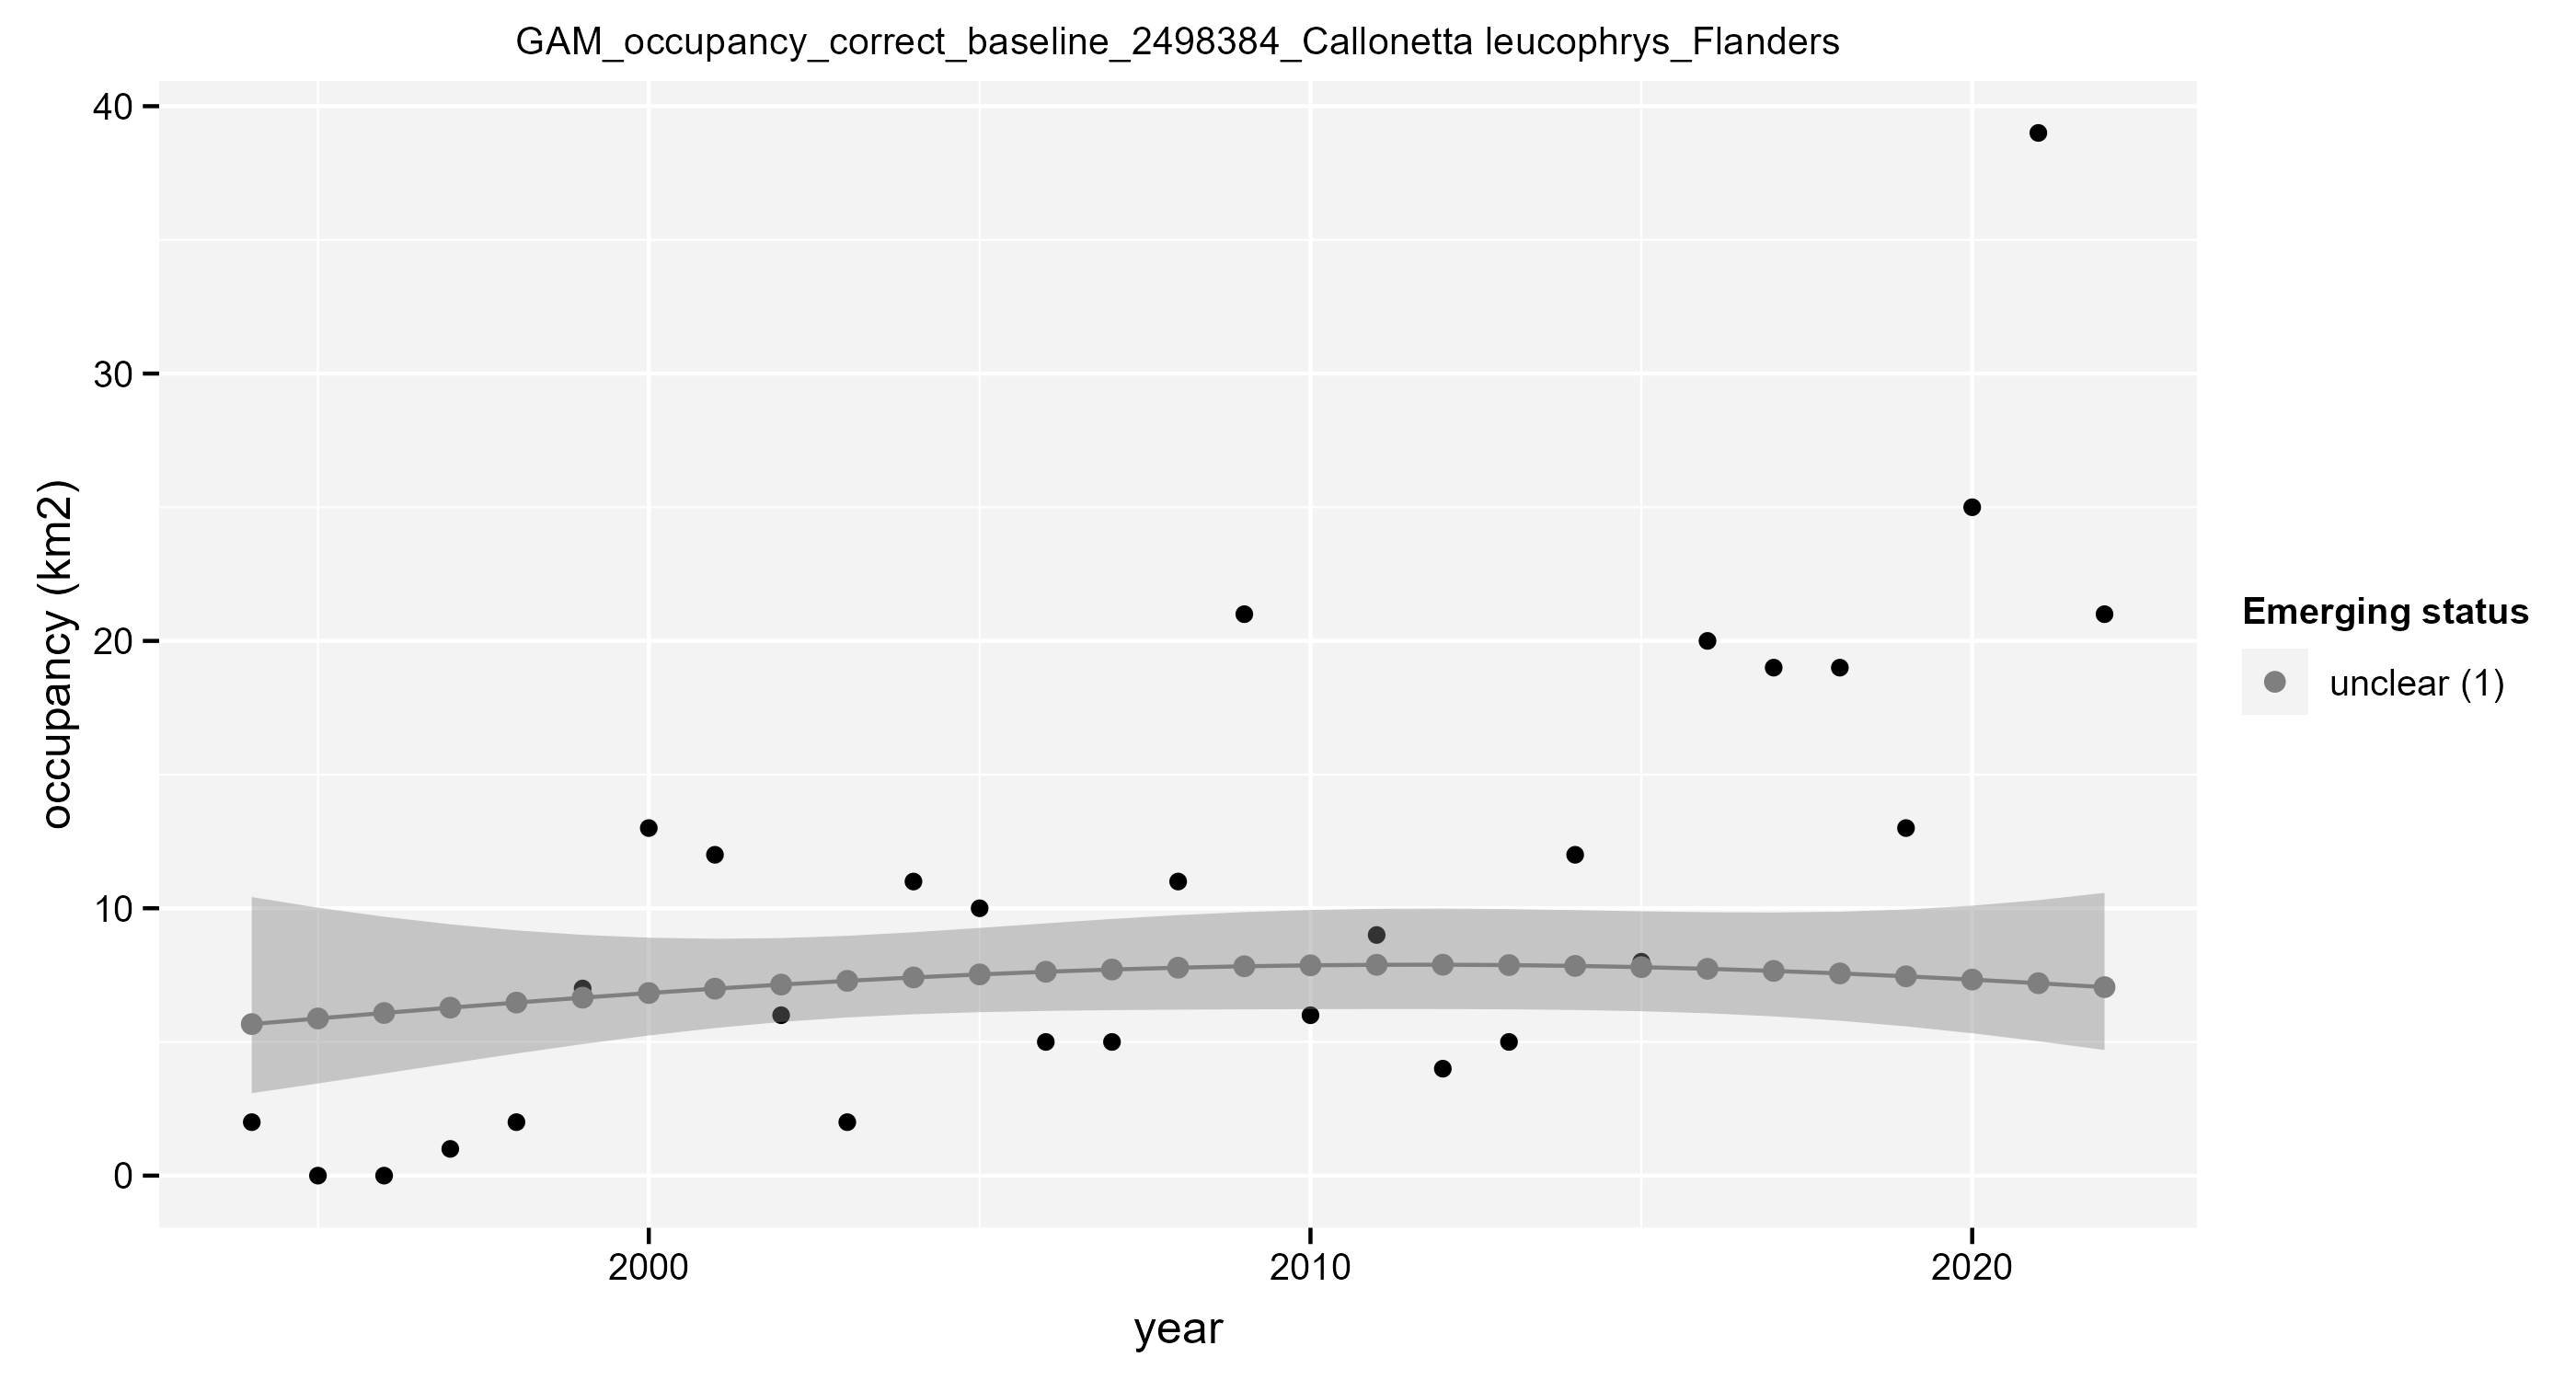 GAM_occupancy_correct_baseline_2498384_Callonetta leucophrys_Flanders
40
30
20
10
0
occupancy (km2)
2000
2010
2020
year
Emerging status
unclear (1)